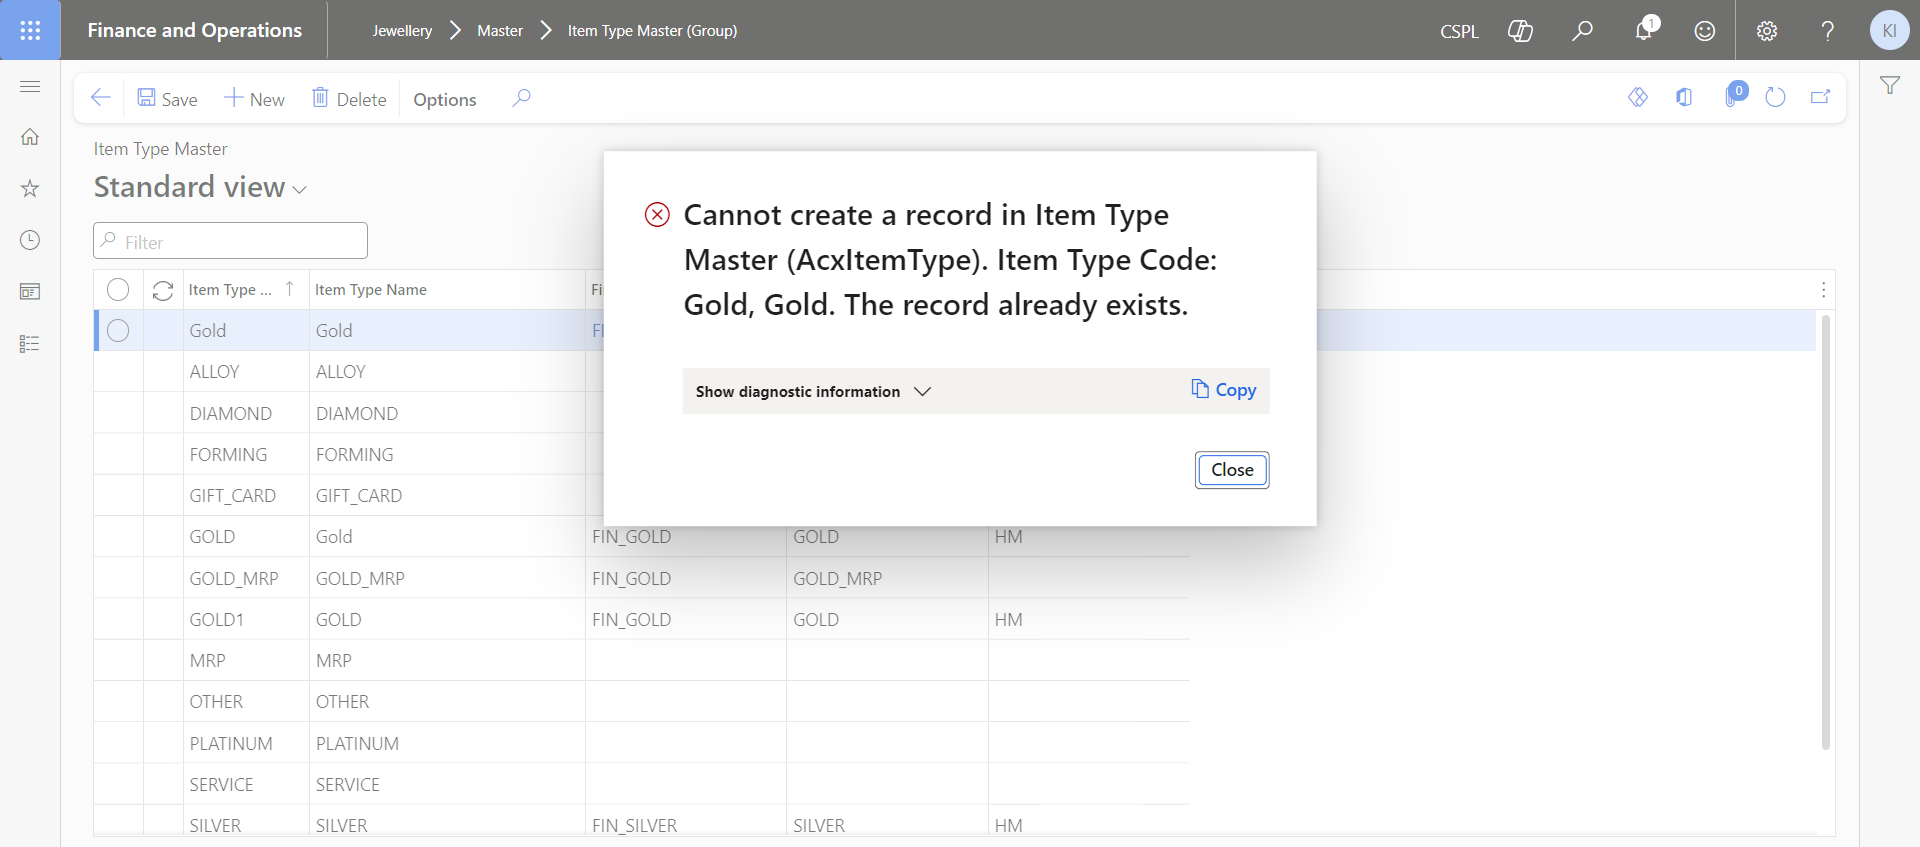 Finance and Operations
Jewellery Master Item Type Master (Group)
CSPL
1
?
KI
Save New Delete Options
0
Item Type Master
Standard view
Filter
Item Type ... Item Type Name Fi
Gold Gold FI
ALLOY ALLOY
DIAMOND DIAMOND
FORMING FORMING
GIFT_CARD GIFT_CARD
GOLD Gold FIN_GOLD GOLD HM
GOLD_MRP GOLD_MRP FIN_GOLD GOLD_MRP
GOLD1 GOLD FIN_GOLD GOLD HM
MRP MRP
OTHER OTHER
PLATINUM PLATINUM
SERVICE SERVICE
SILVER SILVER FIN_SILVER SILVER HM
Cannot create a record in Item Type
Master (AcxItemType). Item Type Code:
Gold, Gold. The record already exists.
Show diagnostic information Copy
Close